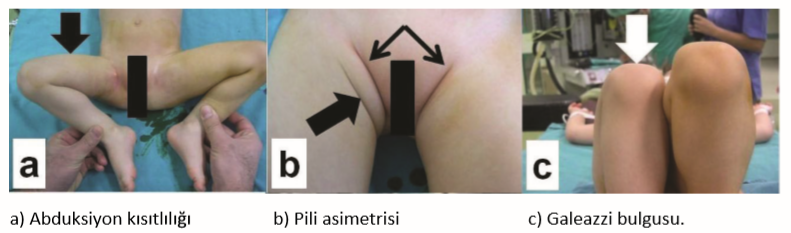 a
b
c
a) Abduksiyon kısıtlılığı
b) Pili asimetrisi
c) Galeazzi bulgusu.